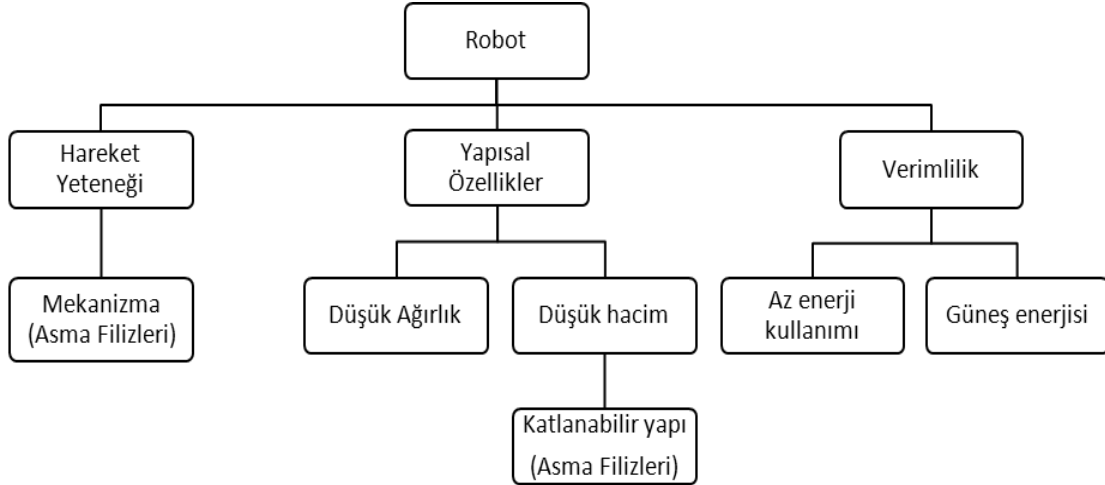 Robot
Hareket
Yeteneği
Yapısal
Özellikler
Verimlilik
Mekanizma
(Asma Filizleri)
Düşük Ağırlık
Düşük hacim
Az enerji
kullanımı
Güneş enerjisi
Katlanabilir yapı
(Asma Filizleri)